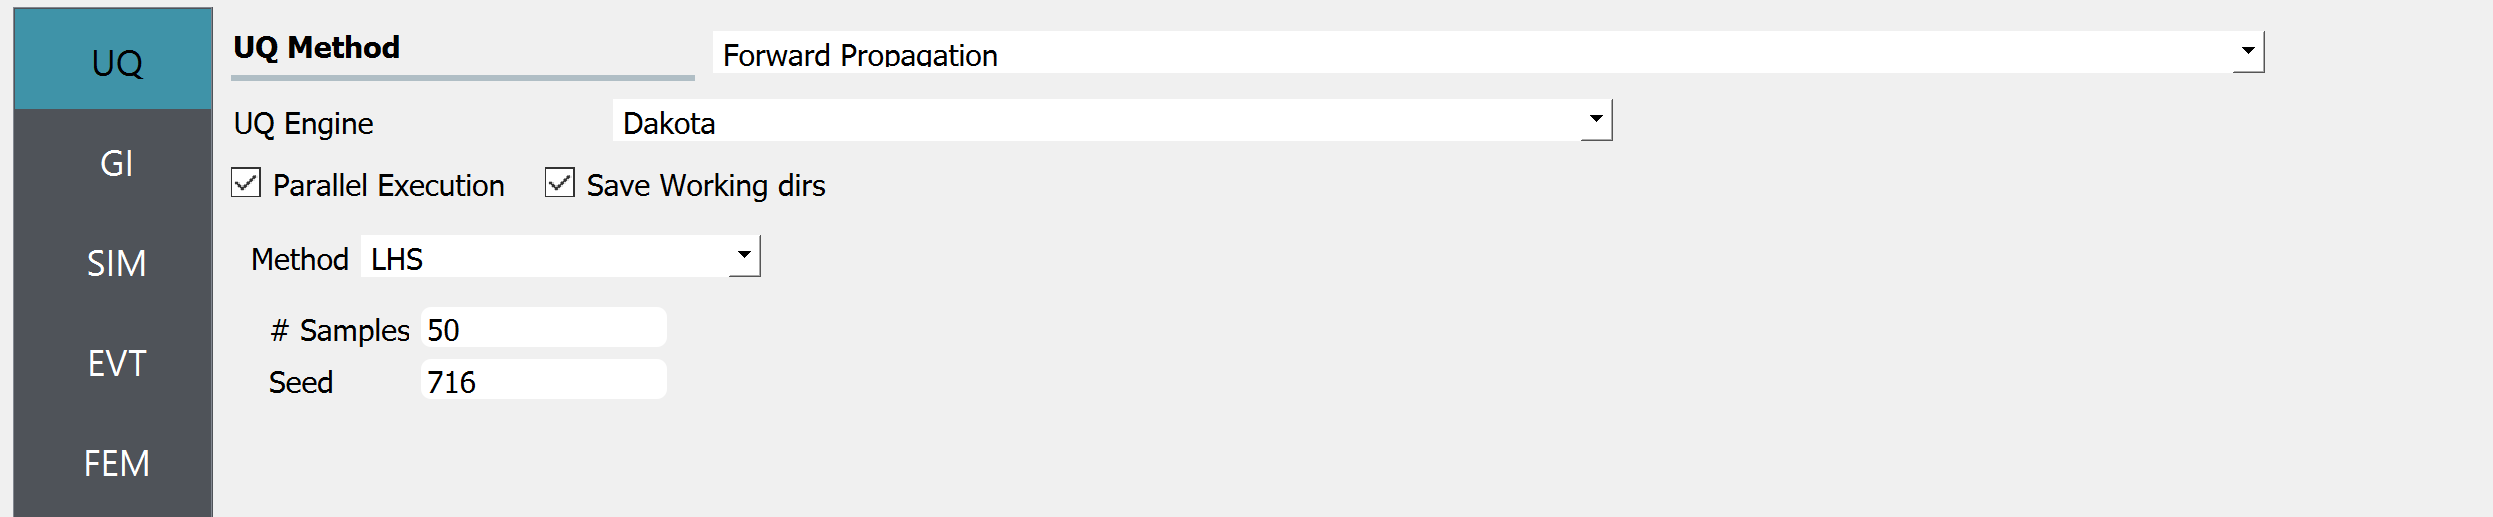 UQ
GI
SIM
EVT
FEM
UQ Method Forward Propagation
UQ Engine Dakota
Parallel Execution Save Working dirs
Method LHS
# Samples 50
Seed 716